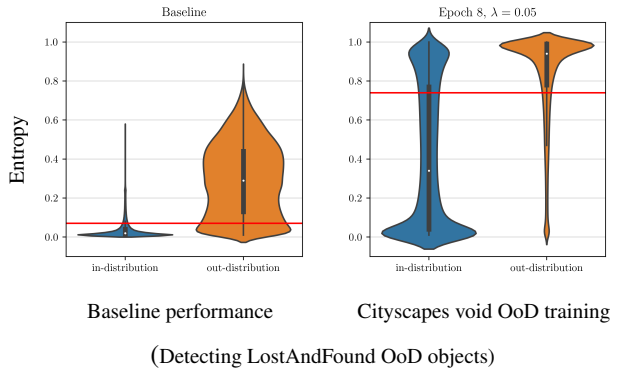 Baseline
Epoch 8, λ = 0.05
Entropy
1.0
0.8
0.6
0.4
0.2
0.0
1.0
0.8
0.6
0.4
0.2
0.0
in-distribution out-distribution
in-distribution out-distribution
Baseline performance
Cityscapes void OoD training
(Detecting LostAndFound OoD objects)